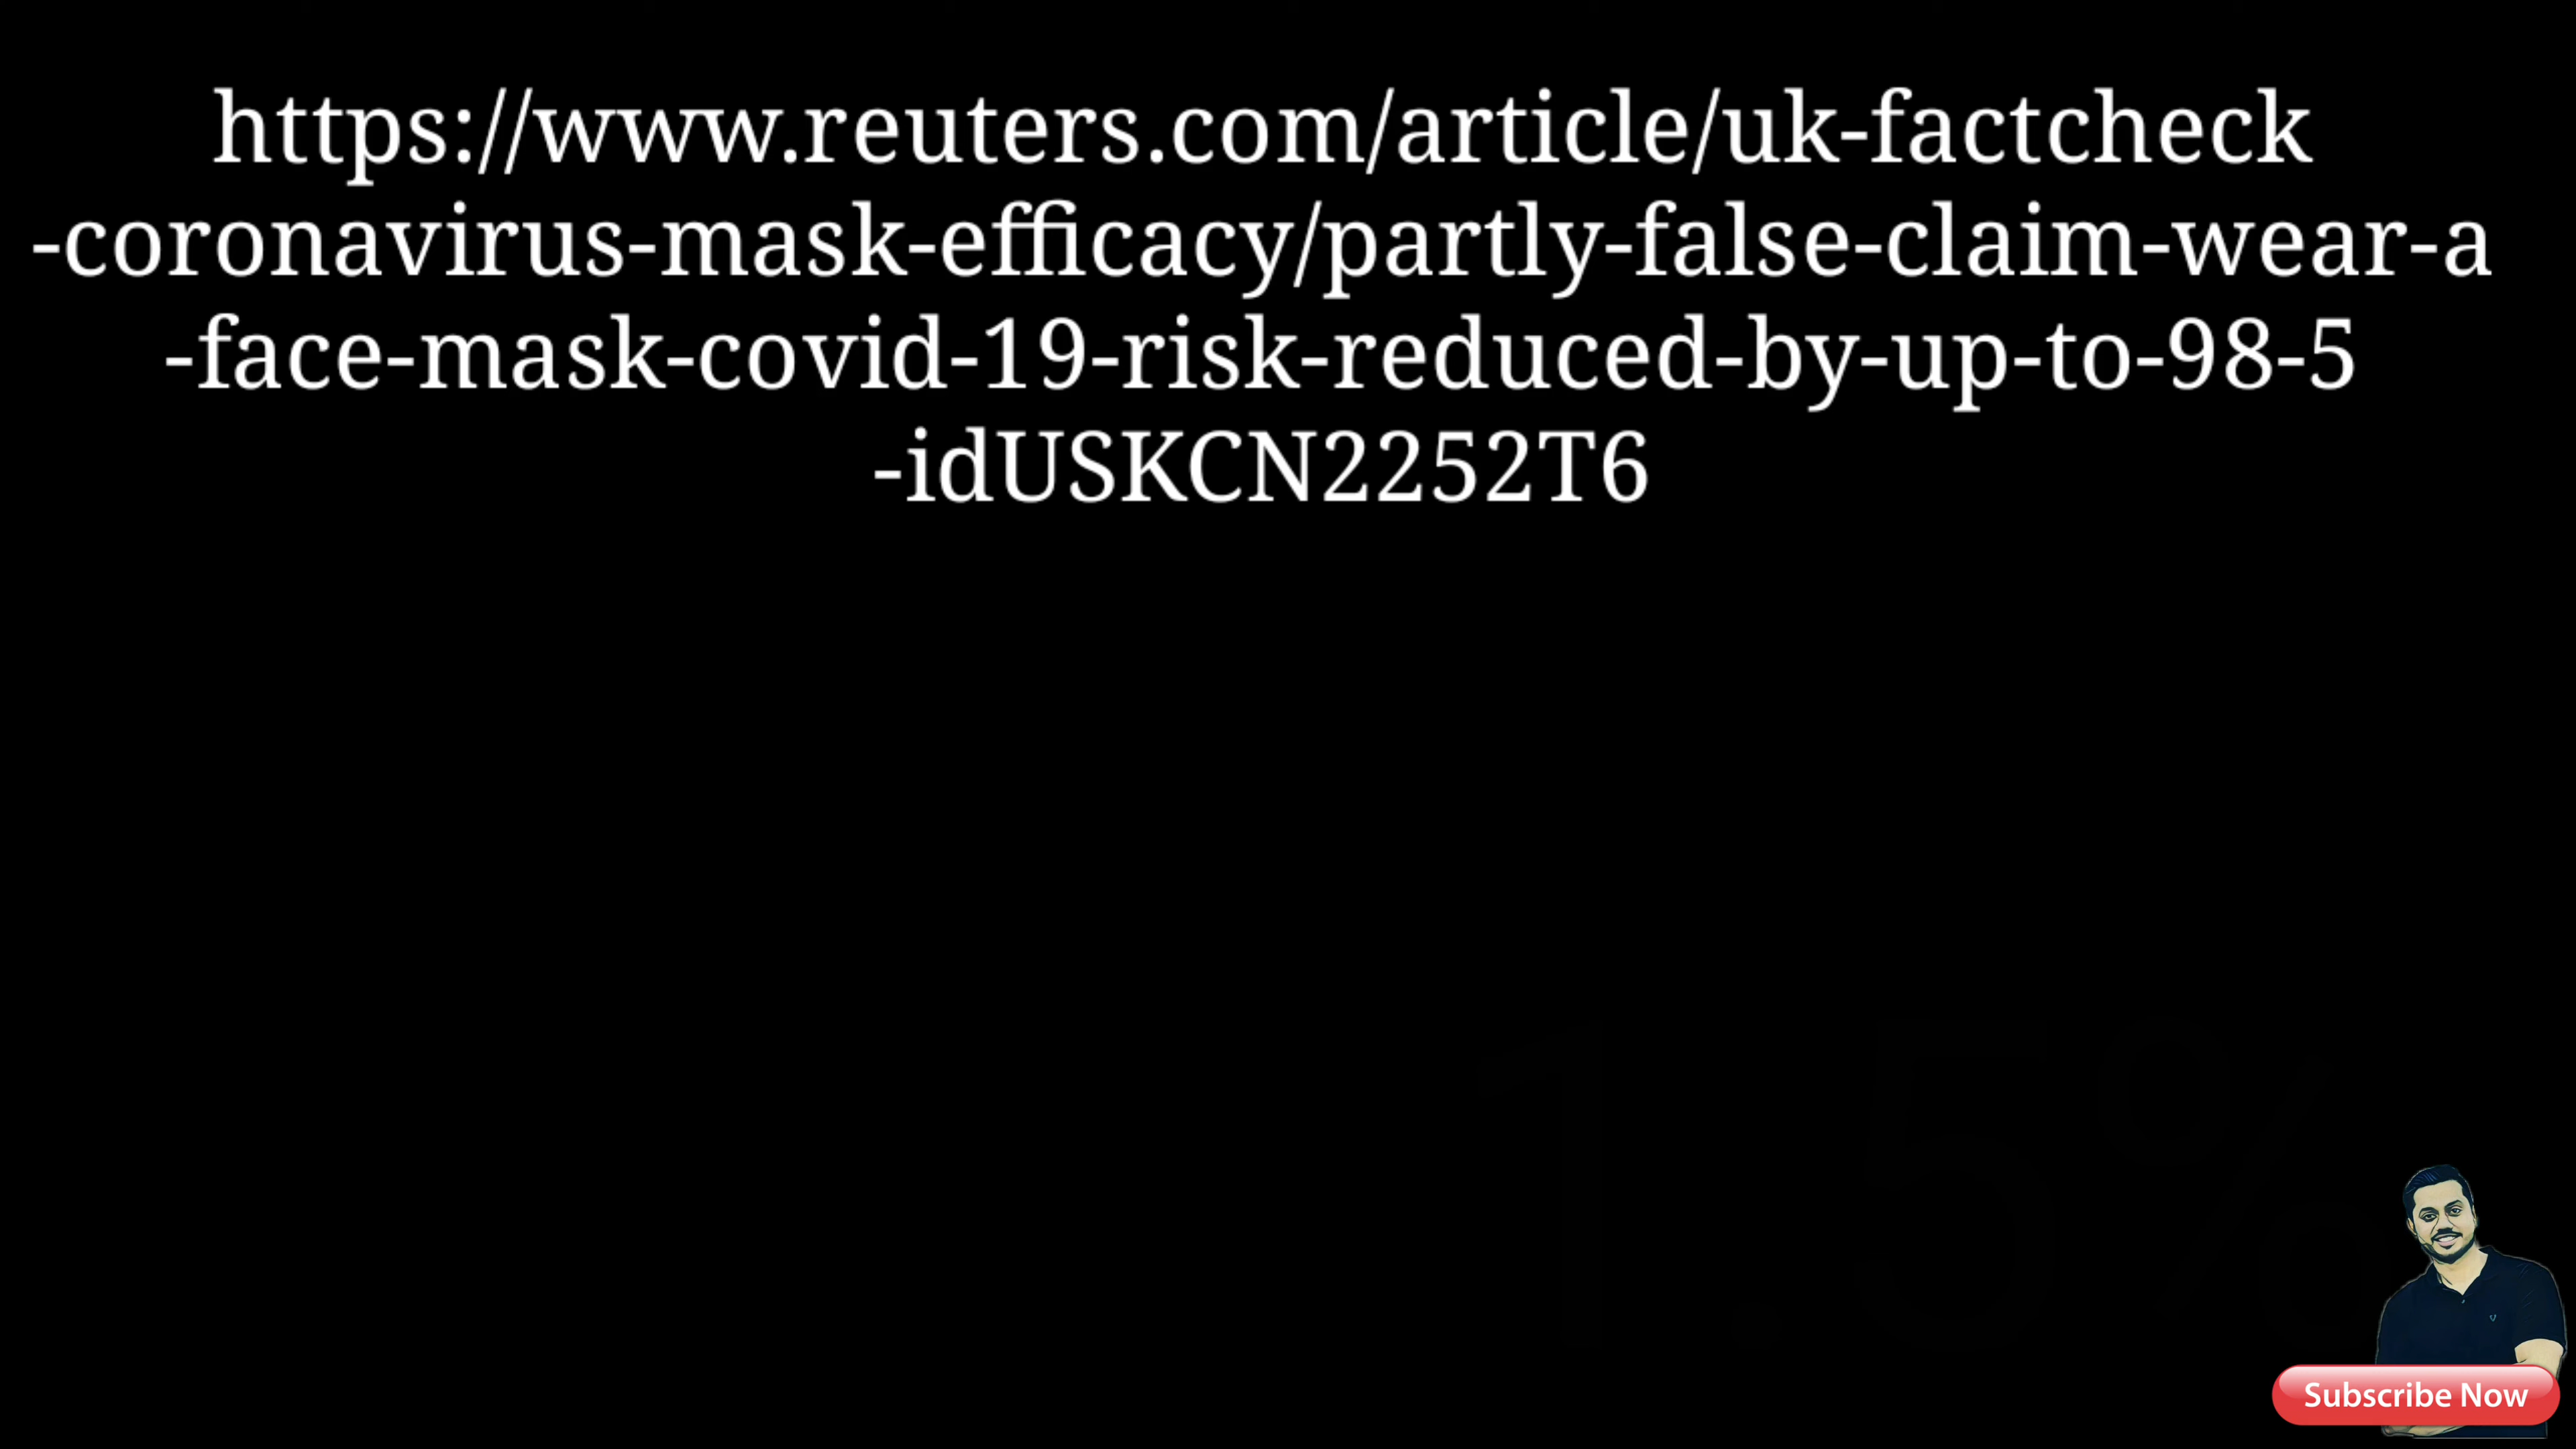 https://www.reuters.com/article/uk-factcheck
-coronavirus-mask-efficacy/partly-false-claim-wear-a
-face-mask-covid-19-risk-reduced-by-up-to-98-5
-idUSKCN2252T6
Subscribe Now